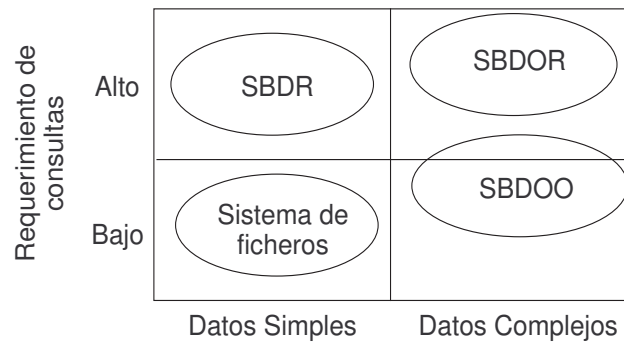 Requerimiento de
consultas
Alto
SBDR
SBDOR
Bajo
Sistema de
ficheros
SBDOO
Datos Simples
Datos Complejos